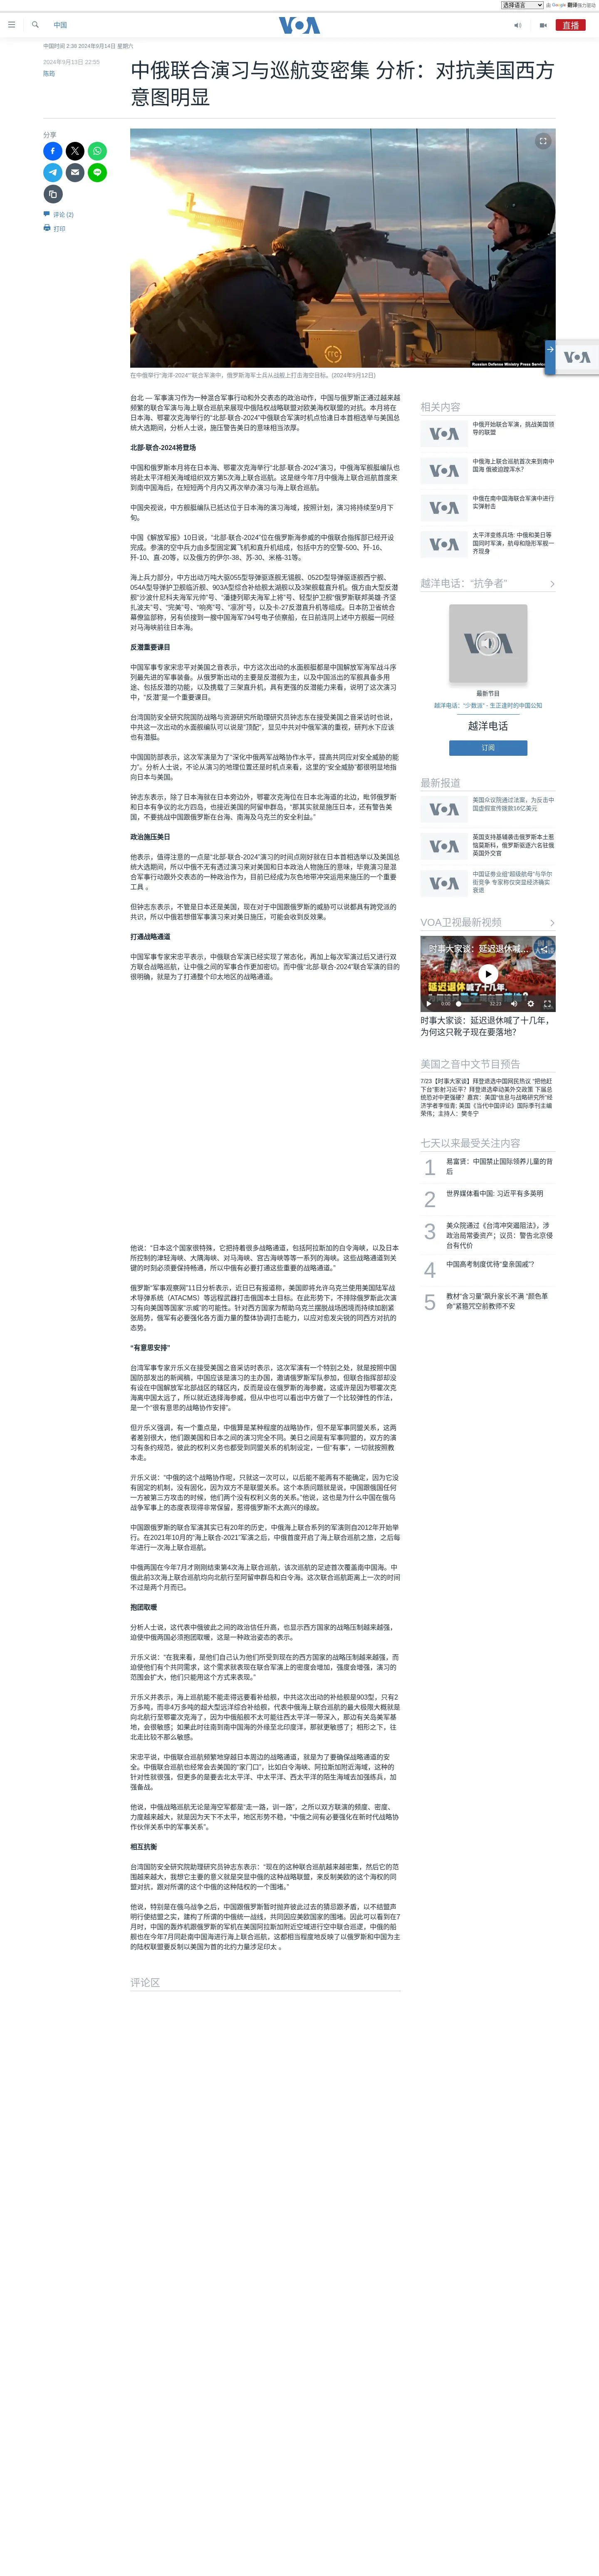 选择语言 由 Google 翻译强力驱动
中国
VOA
直播
中国时间 2:38 2024年9月14日 星期六
2024年9月13日 22:55
陈筠
中俄联合演习与巡航变密集 分析：对抗美国西方
意图明显
分享
评论 (2)
打印
Russian Defense Ministry Press Service
在中俄举行“海洋-2024”"联合军演中，俄罗斯海军士兵从战舰上打击海空目标。(2024年9月12日)
台北 — 军事演习作为一种混合军事行动和外交表态的政治动作，中国与俄罗斯正通过越来越
频繁的联合军演与海上联合巡航来展现中俄陆权战略联盟对欧美海权联盟的对抗。本月将在
日本海、鄂霍次克海举行的“北部·联合-2024”中俄联合军演时机点恰逢日本首相选举与美国总
统大选期间，分析人士说，施压警告美日的意味相当浓厚。
北部·联合-2024将登场
中国和俄罗斯本月将在日本海、鄂霍次克海举行“北部·联合-2024”演习，中俄海军舰艇编队也
将赴太平洋相关海域组织双方第5次海上联合巡航。这是继今年7月中俄海上联合巡航首度来
到南中国海后，在短短两个月内又再次举办演习与海上联合巡航。
中国央视说，中方舰艇编队已抵达位于日本海的演习海域，按照计划，演习将持续至9月下
旬。
中国《解放军报》10日说，“北部·联合-2024”位在俄罗斯海参崴的中俄联合指挥部已经开设
完成。参演的空中兵力由多型固定翼飞机和直升机组成，包括中方的空警-500、歼-16、
歼-10、直-20等，以及俄方的伊尔-38、苏-30、米格-31等。
海上兵力部分，中方出动万吨大驱055型导弹驱逐舰无锡舰、052D型导弹驱逐舰西宁舰、
054A型导弹护卫舰临沂舰、903A型综合补给舰太湖舰以及3架舰载直升机。俄方由大型反潜
舰“沙波什尼科夫海军元帅”号、“潘捷列耶夫海军上将”号、轻型护卫舰“俄罗斯联邦英雄·齐坚
扎波夫”号、“完美”号、“响亮”号、“凛冽”号，以及卡-27反潜直升机等组成。日本防卫省统合
幕僚监部称，另有侦搜到一艘中国海军794号电子侦察船，在日前连同上述中方舰艇一同经
对马海峡前往日本海。
反潜重要课目
中国军事专家宋忠平对美国之音表示，中方这次出动的水面舰艇都是中国解放军海军战斗序
列最先进的军事装备。从俄罗斯出动的主要是反潜舰为主，以及中国派出的军舰具备多用
途、包括反潜的功能，以及携载了三架直升机，具有更强的反潜能力来看，说明了这次演习
中，“反潜”是一个重要课目。
台湾国防安全研究院国防战略与资源研究所助理研究员钟志东在接受美国之音采访时也说，
中共这一次出动的水面舰编队可以说是“顶配”，显见中共对中俄军演的重视，研判水下应该
也有潜艇。
中国国防部表示，这次军演是为了“深化中俄两军战略协作水平，提高共同应对安全威胁的能
力”。分析人士说，不论从演习的地理位置还是时机点来看，这里的“安全威胁”都很明显地指
向日本与美国。
钟志东表示，除了日本海就在日本旁边外，鄂霍次克海位在日本北海道的北边，毗邻俄罗斯
和日本有争议的北方四岛，也接近美国的阿留申群岛，“那其实就是施压日本，还有警告美
国，不要挑战中国跟俄罗斯在台海、南海及乌克兰的安全利益。”
政治施压美日
他表示，值得注意的一点是“北部·联合-2024”演习的时间点刚好就在日本首相选举以及美国总
统大选期间，所以中俄不无有透过演习来对美国及日本政治人物施压的意味，毕竟演习是混
合军事行动跟外交表态的一种政治作为，目前已经成为灰色地带冲突运用来施压的一个重要
工具 。
但钟志东表示，不管是日本还是美国，现在对于中国跟俄罗斯的威胁可以说都具有跨党派的
共识，所以中俄若想借军事演习来对美日施压，可能会收到反效果。
打通战略通道
中国军事专家宋忠平表示，中俄联合军演已经实现了常态化，再加上每次军演过后又进行双
方联合战略巡航，让中俄之间的军事合作更加密切。而中俄“北部·联合-2024”联合军演的目的
很明确，就是为了打通整个印太地区的战略通道。
他说：“日本这个国家很特殊，它把持着很多战略通道，包括阿拉斯加的白令海峡，以及日本
所控制的津轻海峡、大隅海峡、对马海峡、宫古海峡等等一系列的海峡。这些战略通道到关
键的时刻必须要保持畅通，所以中俄有必要打通这些重要的战略通道。”
俄罗斯“军事观察网”11日分析表示，近日已有报道称，美国即将允许乌克兰使用美国陆军战
术导弹系统（ATACMS）等远程武器打击俄国本土目标。在此形势下，不排除俄罗斯此次演
习有向美国等国家“示威”的可能性。针对西方国家为帮助乌克兰摆脱战场困境而持续加剧紧
张局势，俄军有必要强化各方面力量的整体协调打击能力，以应对愈发尖锐的同西方对抗的
态势。
“有意思安排”
台湾军事专家亓乐义在接受美国之音采访时表示，这次军演有一个特别之处，就是按照中国
国防部发出的新闻稿，中国应该是演习的主办国，邀请俄罗斯军队参加，但联合指挥部却没
有设在中国解放军北部战区的辖区内，反而是设在俄罗斯的海参崴，这或许是因为鄂霍次克
海离中国太远了，所以就近选择海参崴，但从中也可以看出中方做了一个比较弹性的作法，
是一个“很有意思的战略协作安排”。
但亓乐义强调，有一个重点是，中俄算是某种程度的战略协作，但不是军事同盟关系，这两
者差别很大，他们跟美国和日本之间的演习完全不同。美日之间是有军事同盟的，双方的演
习有条约规范，彼此的权利义务也都受到同盟关系的机制设定，一但“有事”，一切就按照教
本走。
亓乐义说：“中俄的这个战略协作呢，只就这一次可以，以后能不能再有不能确定，因为它没
有固定的机制，没有固化，因为双方不是联盟关系。这个本质问题就是说，中国跟俄国任何
一方被第三方攻击的时候，他们两个没有权利义务的关系。”他说，这也是为什么中国在俄乌
战争军事上的态度表现得非常保留，惹得俄罗斯不太高兴的缘故。
中国跟俄罗斯的联合军演其实已有20年的历史，中俄海上联合系列的军演则自2012年开始举
行。在2021年10月的“海上联合-2021”军演之后，中俄首度开启了海上联合巡航之旅，之后每
年进行一次海上联合巡航。
中俄两国在今年7月才刚刚结束第4次海上联合巡航，该次巡航的足迹首次覆盖南中国海。中
俄此前3次海上联合巡航均向北航行至阿留申群岛和白令海。这次联合巡航距离上一次的时间
不过是两个月而已。
抱团取暖
分析人士说，这代表中俄彼此之间的政治信任升高，也显示西方国家的战略压制越来越强，
迫使中俄两国必须抱团取暖，这是一种政治姿态的表示。
亓乐义说：“在我来看，是他们自己认为他们所受到现在的西方国家的战略压制越来越强，而
迫使他们有个共同需求，这个需求就表现在联合军演上的密度会增加，强度会增强，演习的
范围会扩大，他们只能用这个方式来表现。”
亓乐义并表示，海上巡航能不能走得远要看补给舰，中共这次出动的补给舰是903型，只有2
万多吨，而非4万多吨的超大型远洋综合补给舰，代表中俄海上联合巡航的最大极限大概就是
向北航行至鄂霍次克海了，因为中俄船舰不太可能往西太平洋一带深入，那边有关岛美军基
地，会很敏感；如果此时往南到南中国海的外缘至北印度洋，那就更敏感了；相形之下，往
北走比较不那么敏感。
宋忠平说，中俄联合巡航频繁地穿越日本周边的战略通道，就是为了要确保战略通道的安
全。中俄联合巡航也经常会去美国的“家门口”，比如白令海峡、阿拉斯加附近海域，这种的
针对性就很强，但更多的是要去北太平洋、中太平洋、西太平洋的陌生海域去加强练兵，加
强备战。
他说，中俄战略巡航无论是海空军都是“走一路，训一路”，之所以双方联演的频度、密度、
力度越来越大，就是因为天下不太平，地区形势不稳，“中俄之间有必要强化在新时代战略协
作伙伴关系中的军事关系”。
相互抗衡
台湾国防安全研究院助理研究员钟志东表示：“现在的这种联合巡航越来越密集，然后它的范
围越来越大，我想它主要的意义就是突显中俄的这种战略联盟，来反制美欧的这个海权的同
盟对抗，跟对所谓的这个中俄的这种陆权的一个围堵。”
他说，特别是在俄乌战争之后，中国跟俄罗斯暂时抛弃彼此过去的猜忌跟矛盾，以不结盟声
明行使结盟之实，建构了所谓的中俄统一战线，共同因应美欧国家的围堵。因此可以看到在7
月时，中国的轰炸机跟俄罗斯的军机在美国阿拉斯加附近空域进行空中联合巡逻，中俄的船
舰也在今年7月同赴南中国海进行海上联合巡航，这都相当程度地反映了以俄罗斯和中国为主
的陆权联盟要反制以美国为首的北约力量涉足印太 。
评论区
相关内容
中俄开始联合军演，挑战美国领
导的联盟
中俄海上联合巡航首次来到南中
国海 俄被迫蹚浑水?
中俄在南中国海联合军演中进行
实弹射击
太平洋变练兵场: 中俄和美日等
国同时军演，航母和隐形军舰一
齐现身
越洋电话：“抗争者”
最新节目
越洋电话:“少数派” - 生正逢时的中国公知
越洋电话
订阅
最新报道
美国众议院通过法案，为反击中
国虚假宣传拨款16亿美元
英国支持基辅袭击俄罗斯本土惹
恼莫斯科，俄罗斯驱逐六名驻俄
英国外交官
中国证券业组“超级航母”与华尔
街竞争 专家称仅突显经济确实
衰退
VOA卫视最新视频
时事大家谈：延迟退休喊...
延迟退休喊了十几年,
0:00 32:23
时事大家谈：延迟退休喊了十几年，
为何这只靴子现在要落地?
美国之音中文节目预告
7/23【时事大家谈】拜登退选中国网民热议 “把他赶
下台”影射习近平? 拜登退选牵动美外交政策 下届总
统恐对中更强硬? 嘉宾：美国“信息与战略研究所”经
济学者李恒青; 美国《当代中国评论》国际季刊主编
荣伟；主持人：樊冬宁
七天以来最受关注内容
1 易富贤：中国禁止国际领养儿童的背
后
2 世界媒体看中国: 习近平有多英明
3 美众院通过《台湾冲突遏阻法》，涉
政治局常委资产；议员：警告北京侵
台有代价
4 中国高考制度优待“皇亲国戚”?
5 教材“含习量”飙升家长不满 “颜色革
命”紧箍咒空前教师不安